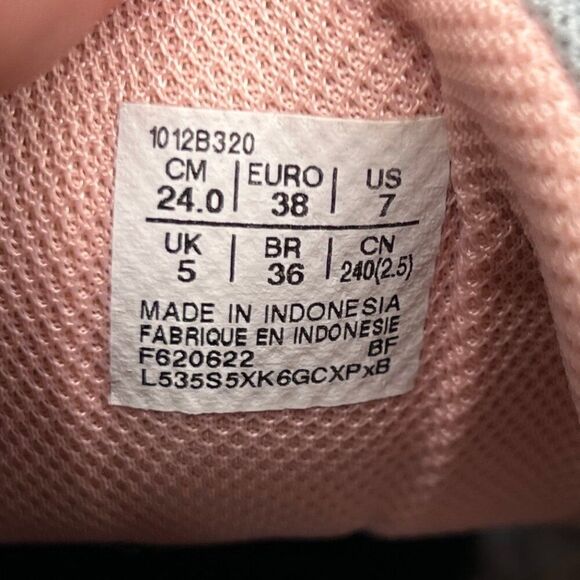 1012B320
CM | EURO | US
24.0 | 38 | 7
UK | BR | CN
5 | 36 | 240(2.5)
MADE IN INDONESIA
FABRIQUE EN INDONESIE
F620622 BF
L535S5XK6GCXPxB